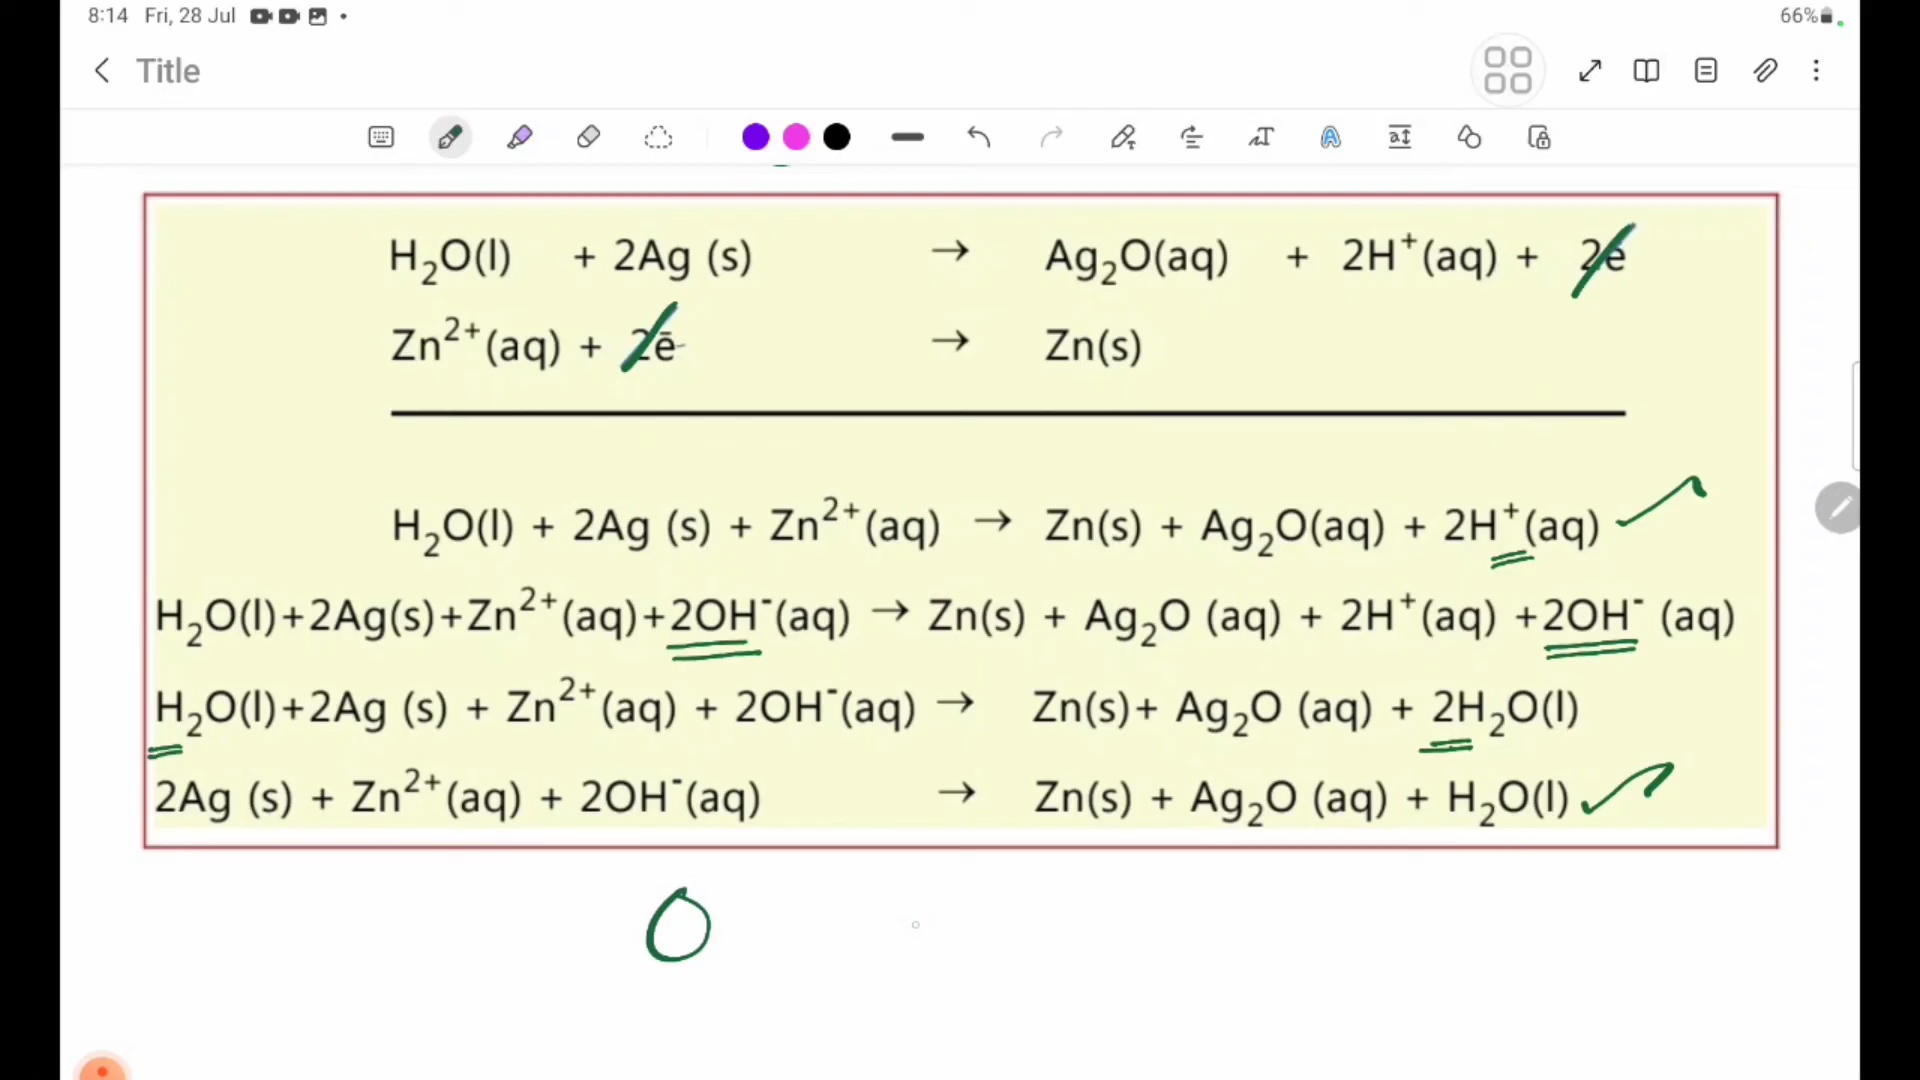 8:14 Fri, 28 Jul
66%
Title
H₂O(l) + 2Ag (s) → Ag₂O(aq) + 2H⁺(aq) + 2ē
Zn²⁺(aq) + 2ē → Zn(s)
H₂O(l) + 2Ag (s) + Zn²⁺(aq) → Zn(s) + Ag₂O(aq) + 2H⁺(aq)
H₂O(l)+2Ag(s)+Zn²⁺(aq)+2OH⁻(aq) → Zn(s) + Ag₂O (aq) + 2H⁺(aq) +2OH⁻ (aq)
H₂O(l)+2Ag (s) + Zn²⁺(aq) + 2OH⁻(aq) → Zn(s)+ Ag₂O (aq) + 2H₂O(l)
2Ag (s) + Zn²⁺(aq) + 2OH⁻(aq) → Zn(s) + Ag₂O (aq) + H₂O(l)